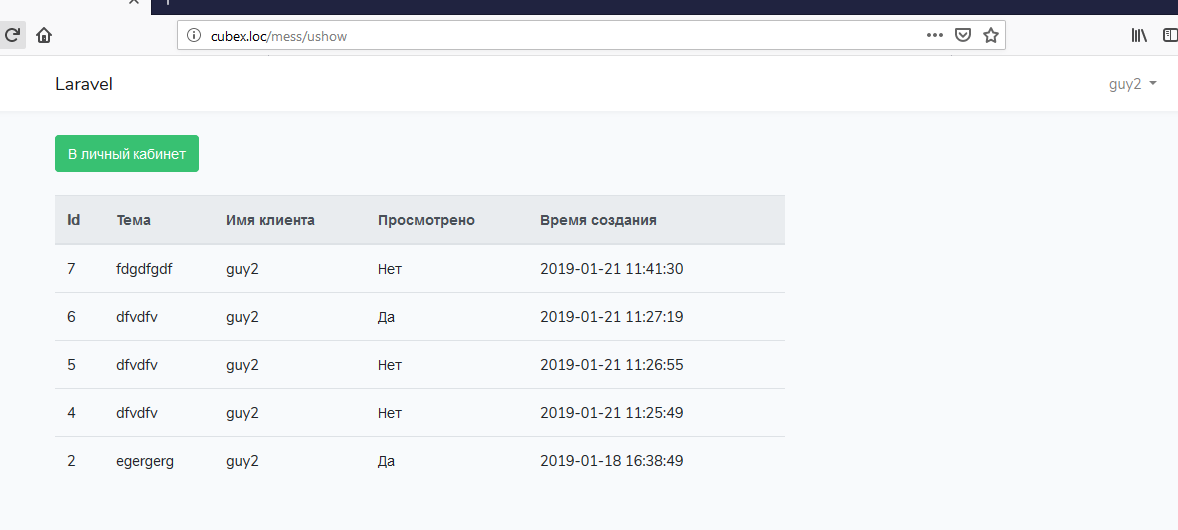 cubex.loc/mess/ushow
Laravel
guy2
В личный кабинет
Id Тема Имя клиента Просмотрено Время создания
7 fdgdfgdf guy2 Нет 2019-01-21 11:41:30
6 dfvdfv guy2 Да 2019-01-21 11:27:19
5 dfvdfv guy2 Нет 2019-01-21 11:26:55
4 dfvdfv guy2 Нет 2019-01-21 11:25:49
2 egergerg guy2 Да 2019-01-18 16:38:49